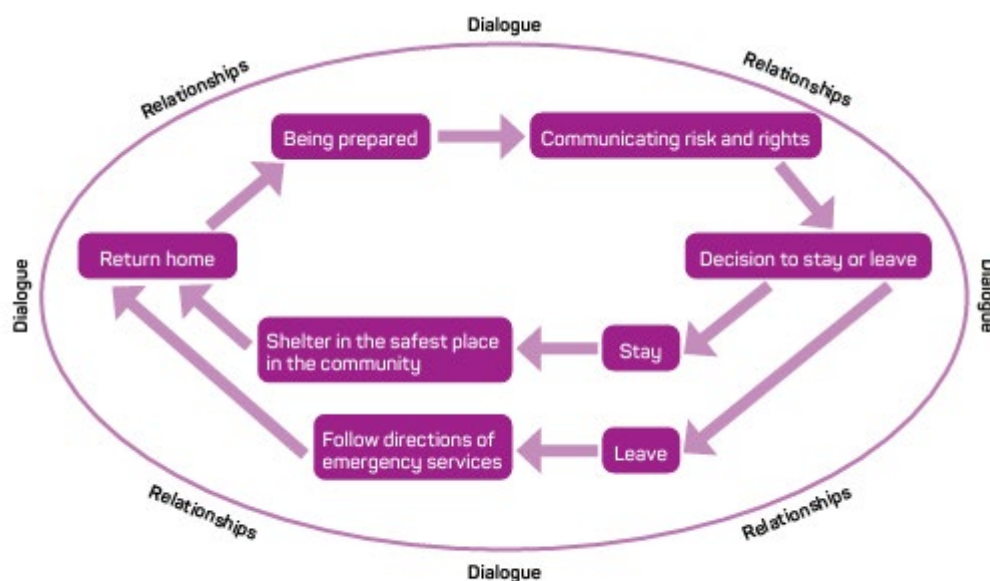 Dialogue
Relationships
Relationships
Being prepared
Communicating risk and rights
Return home
Decision to stay or leave
Dialogue
Dialogue
Shelter in the safest place
in the community
Stay
Follow directions of
emergency services
Leave
Relationships
Relationships
Dialogue